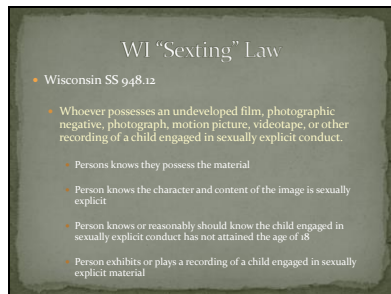 WI “Sexting” Law
Wisconsin SS 948.12
Whoever possesses an undeveloped film, photographic
negative, photograph, motion picture, videotape, or other
recording of a child engaged in sexually explicit conduct.
Persons knows they possess the material
Person knows the character and content of the image is sexually
explicit
Person knows or reasonably should know the child engaged in
sexually explicit conduct has not attained the age of 18
Person exhibits or plays a recording of a child engaged in sexually
explicit material